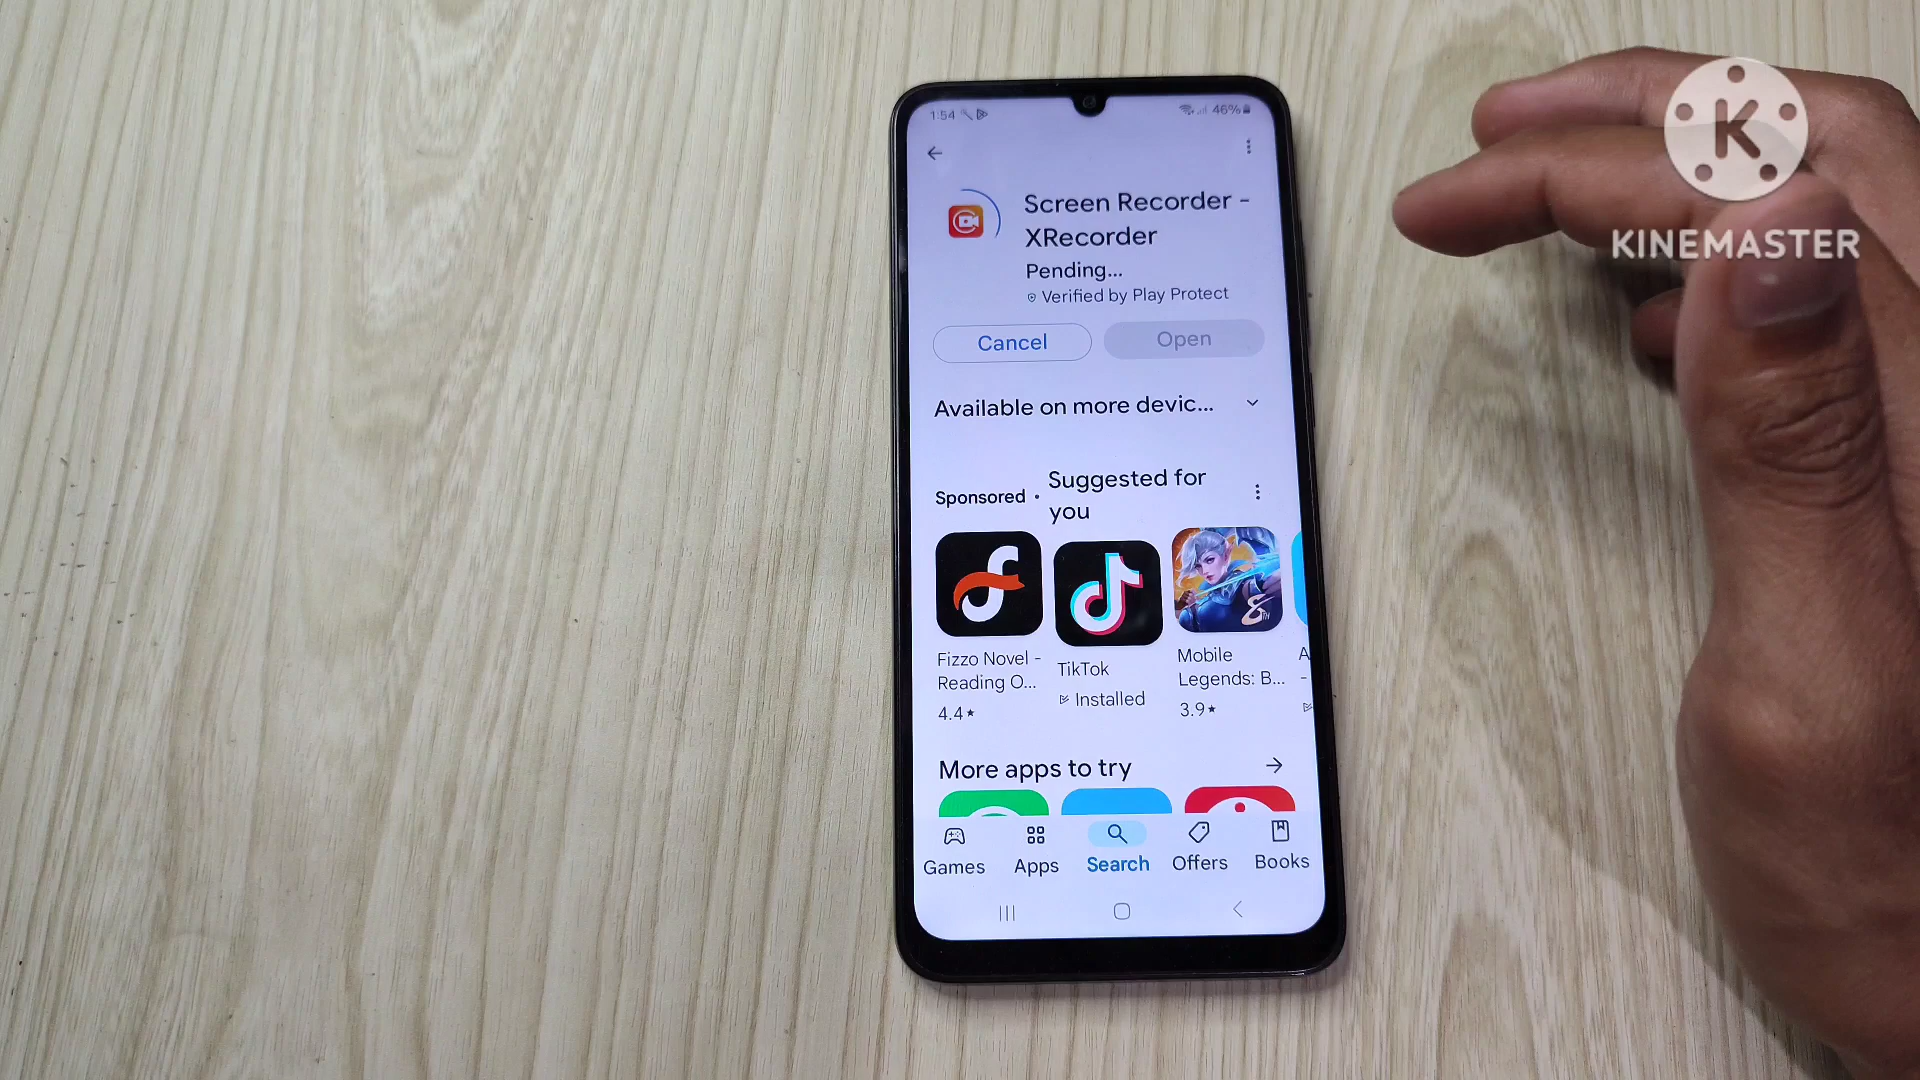 1:54
46%
Screen Recorder -
XRecorder
Pending...
Verified by Play Protect
Cancel
Open
Available on more devic...
Sponsored •
Suggested for
you
Fizzo Novel -
Reading O...
4.4★
TikTok
Installed
Mobile
Legends: B...
3.9★
A
-
More apps to try
Games
Apps
Search
Offers
Books
K
KINEMASTER